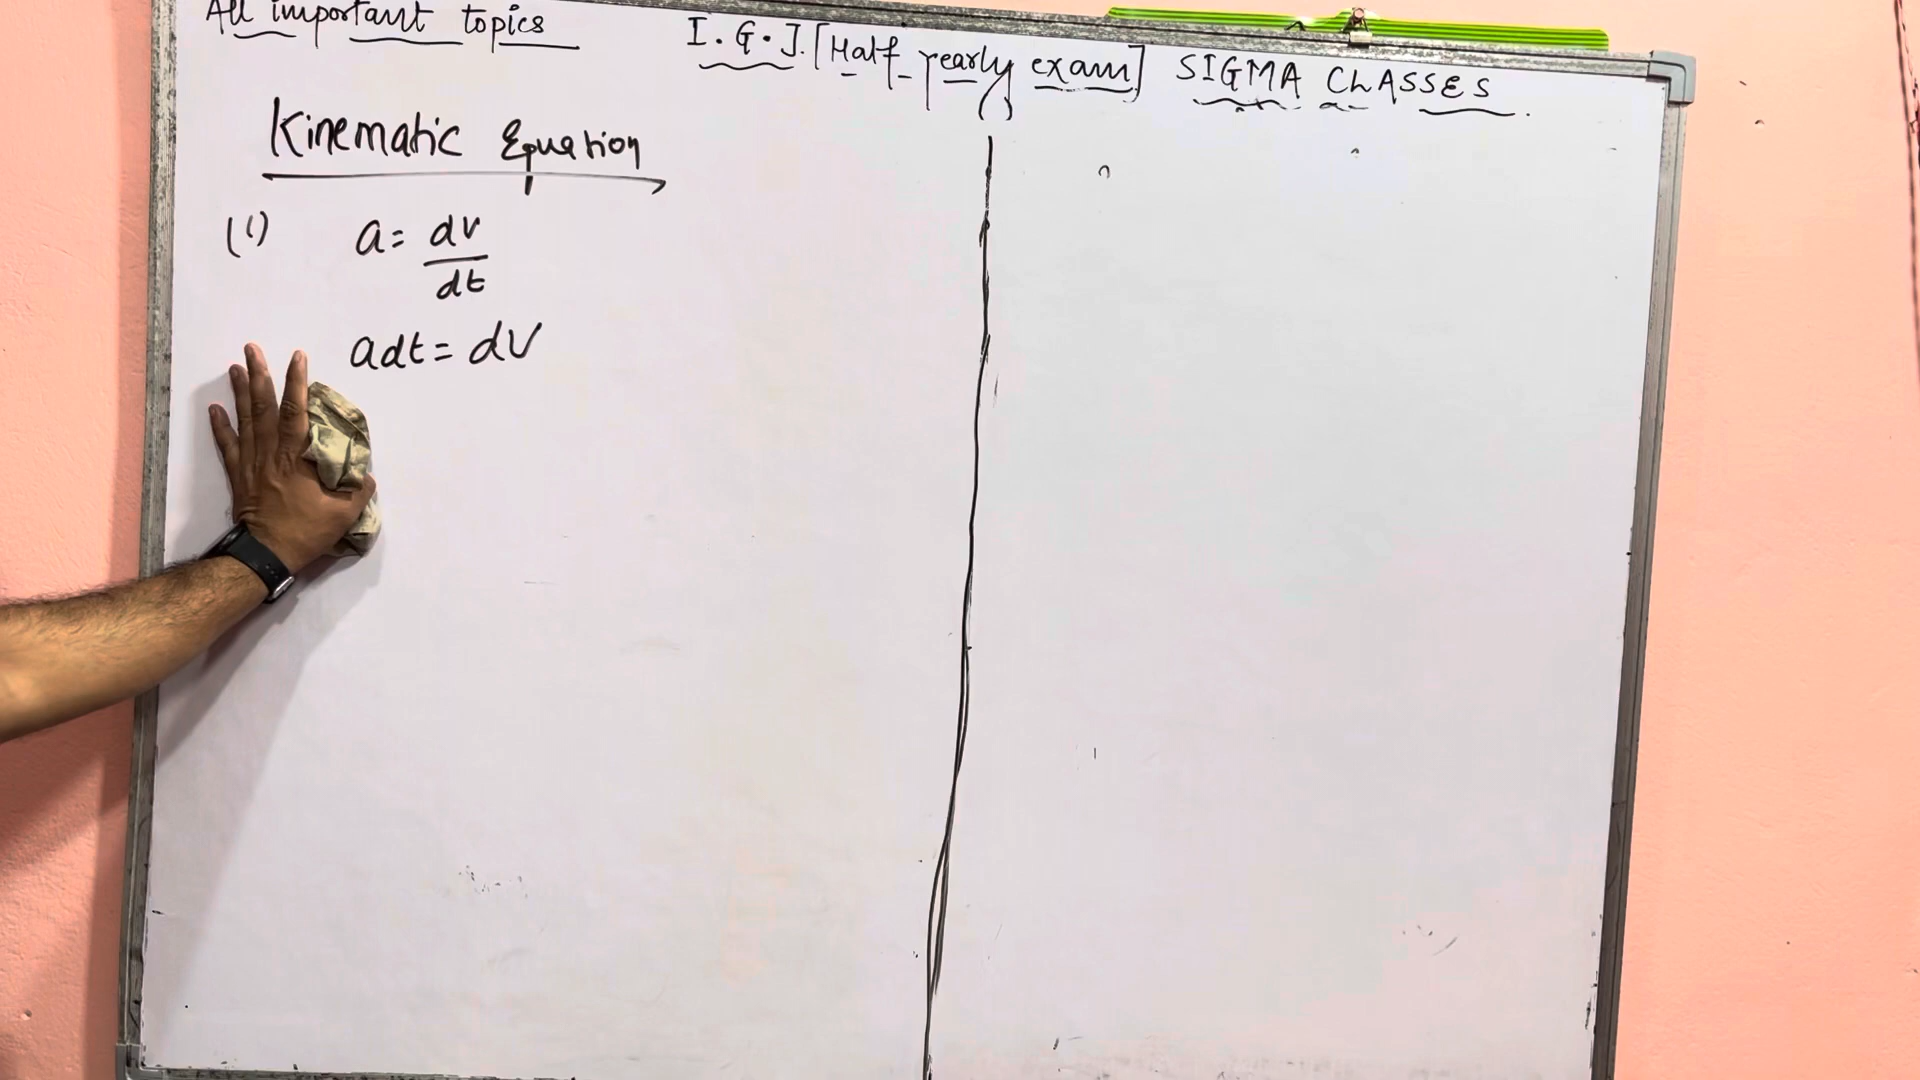 All important topics
I.G.J. [Half yearly exam] SIGMA CLASSES.
Kinematic Equation
(1) a = dv/dt
adt = dv